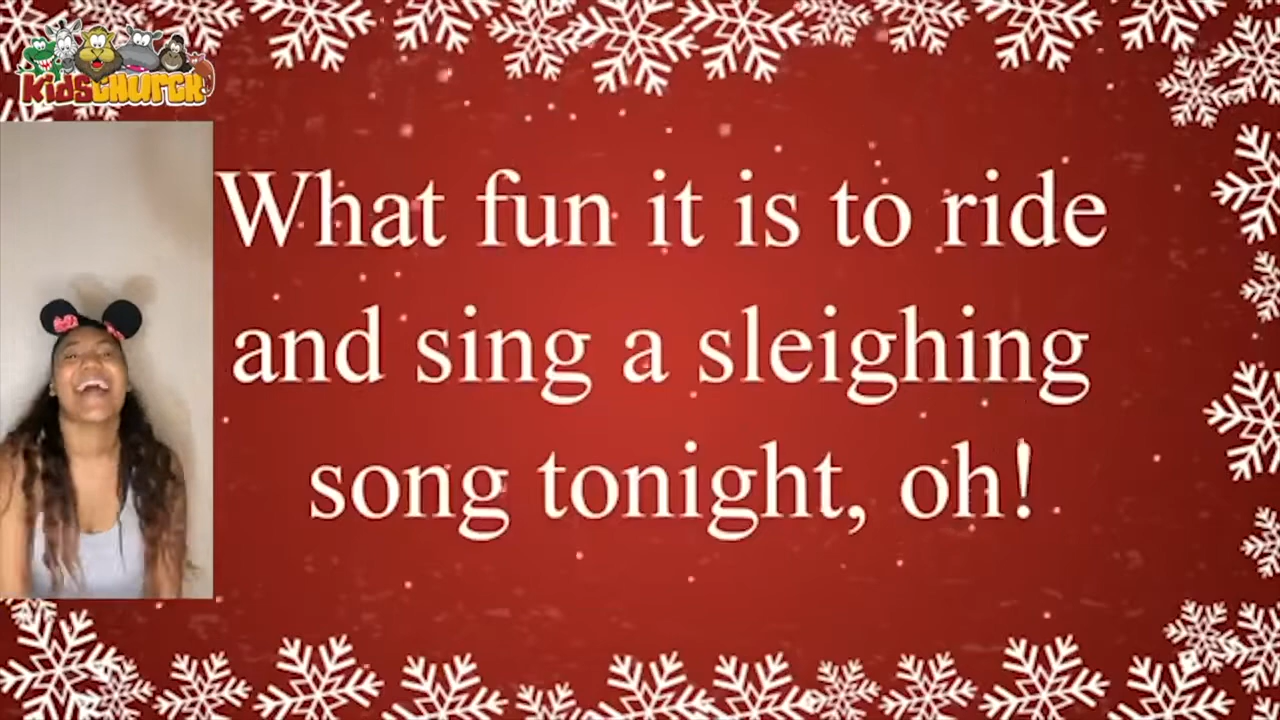 KiDSCHURCH
What fun it is to ride
and sing a sleighing
song tonight, oh!